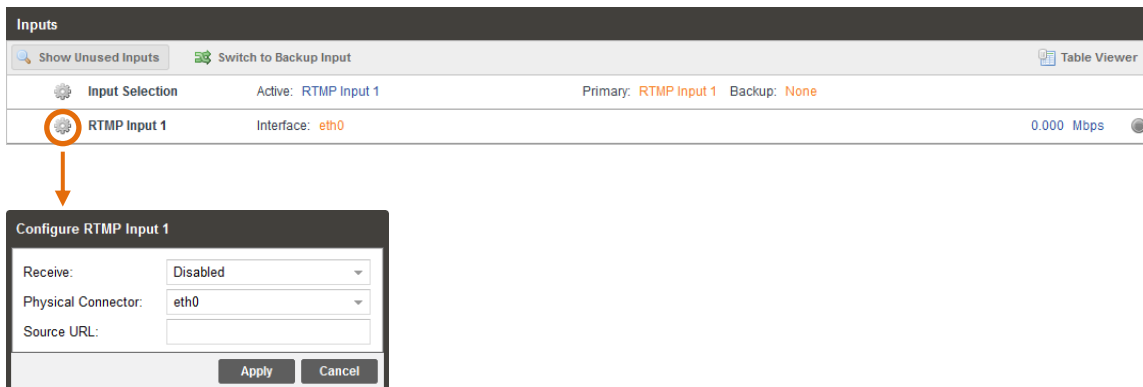 Inputs
Show Unused Inputs Switch to Backup Input Table Viewer
Input Selection Active: RTMP Input 1 Primary: RTMP Input 1 Backup: None
RTMP Input 1 Interface: eth0 0.000 Mbps
Configure RTMP Input 1
Receive: Disabled
Physical Connector: eth0
Source URL:
Apply Cancel